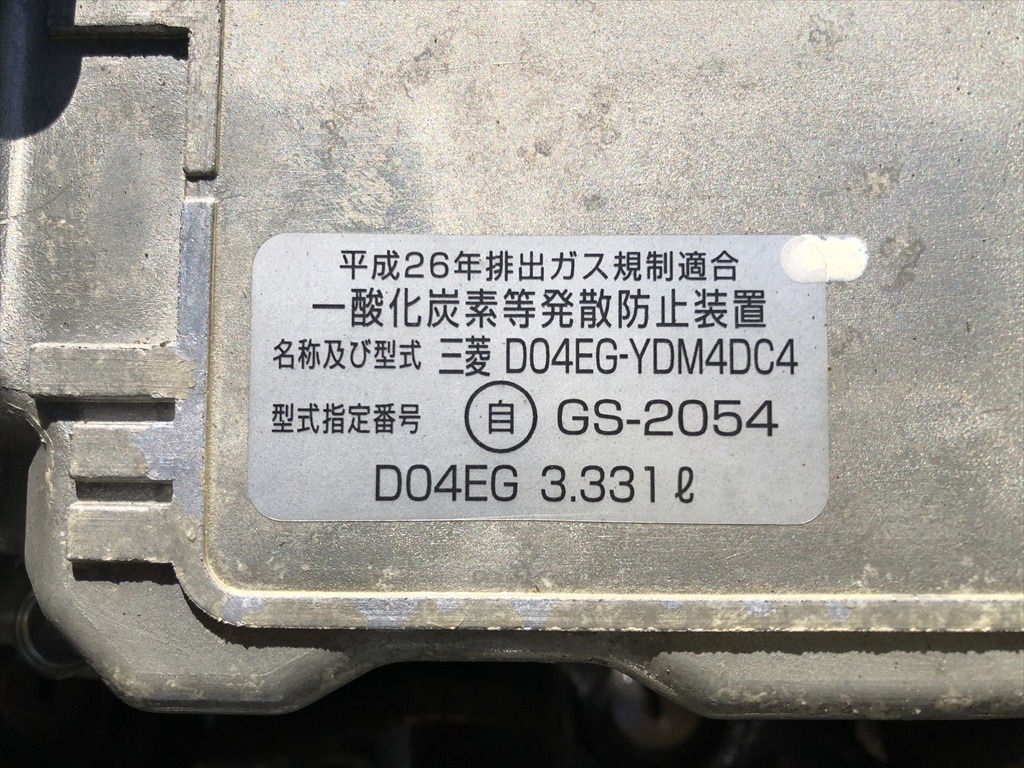 平成26年排出ガス規制適合
一酸化炭素等発散防止装置
名称及び型式 三菱 D04EG-YDM4DC4
型式指定番号 自 GS-2054
D04EG 3.331ℓ